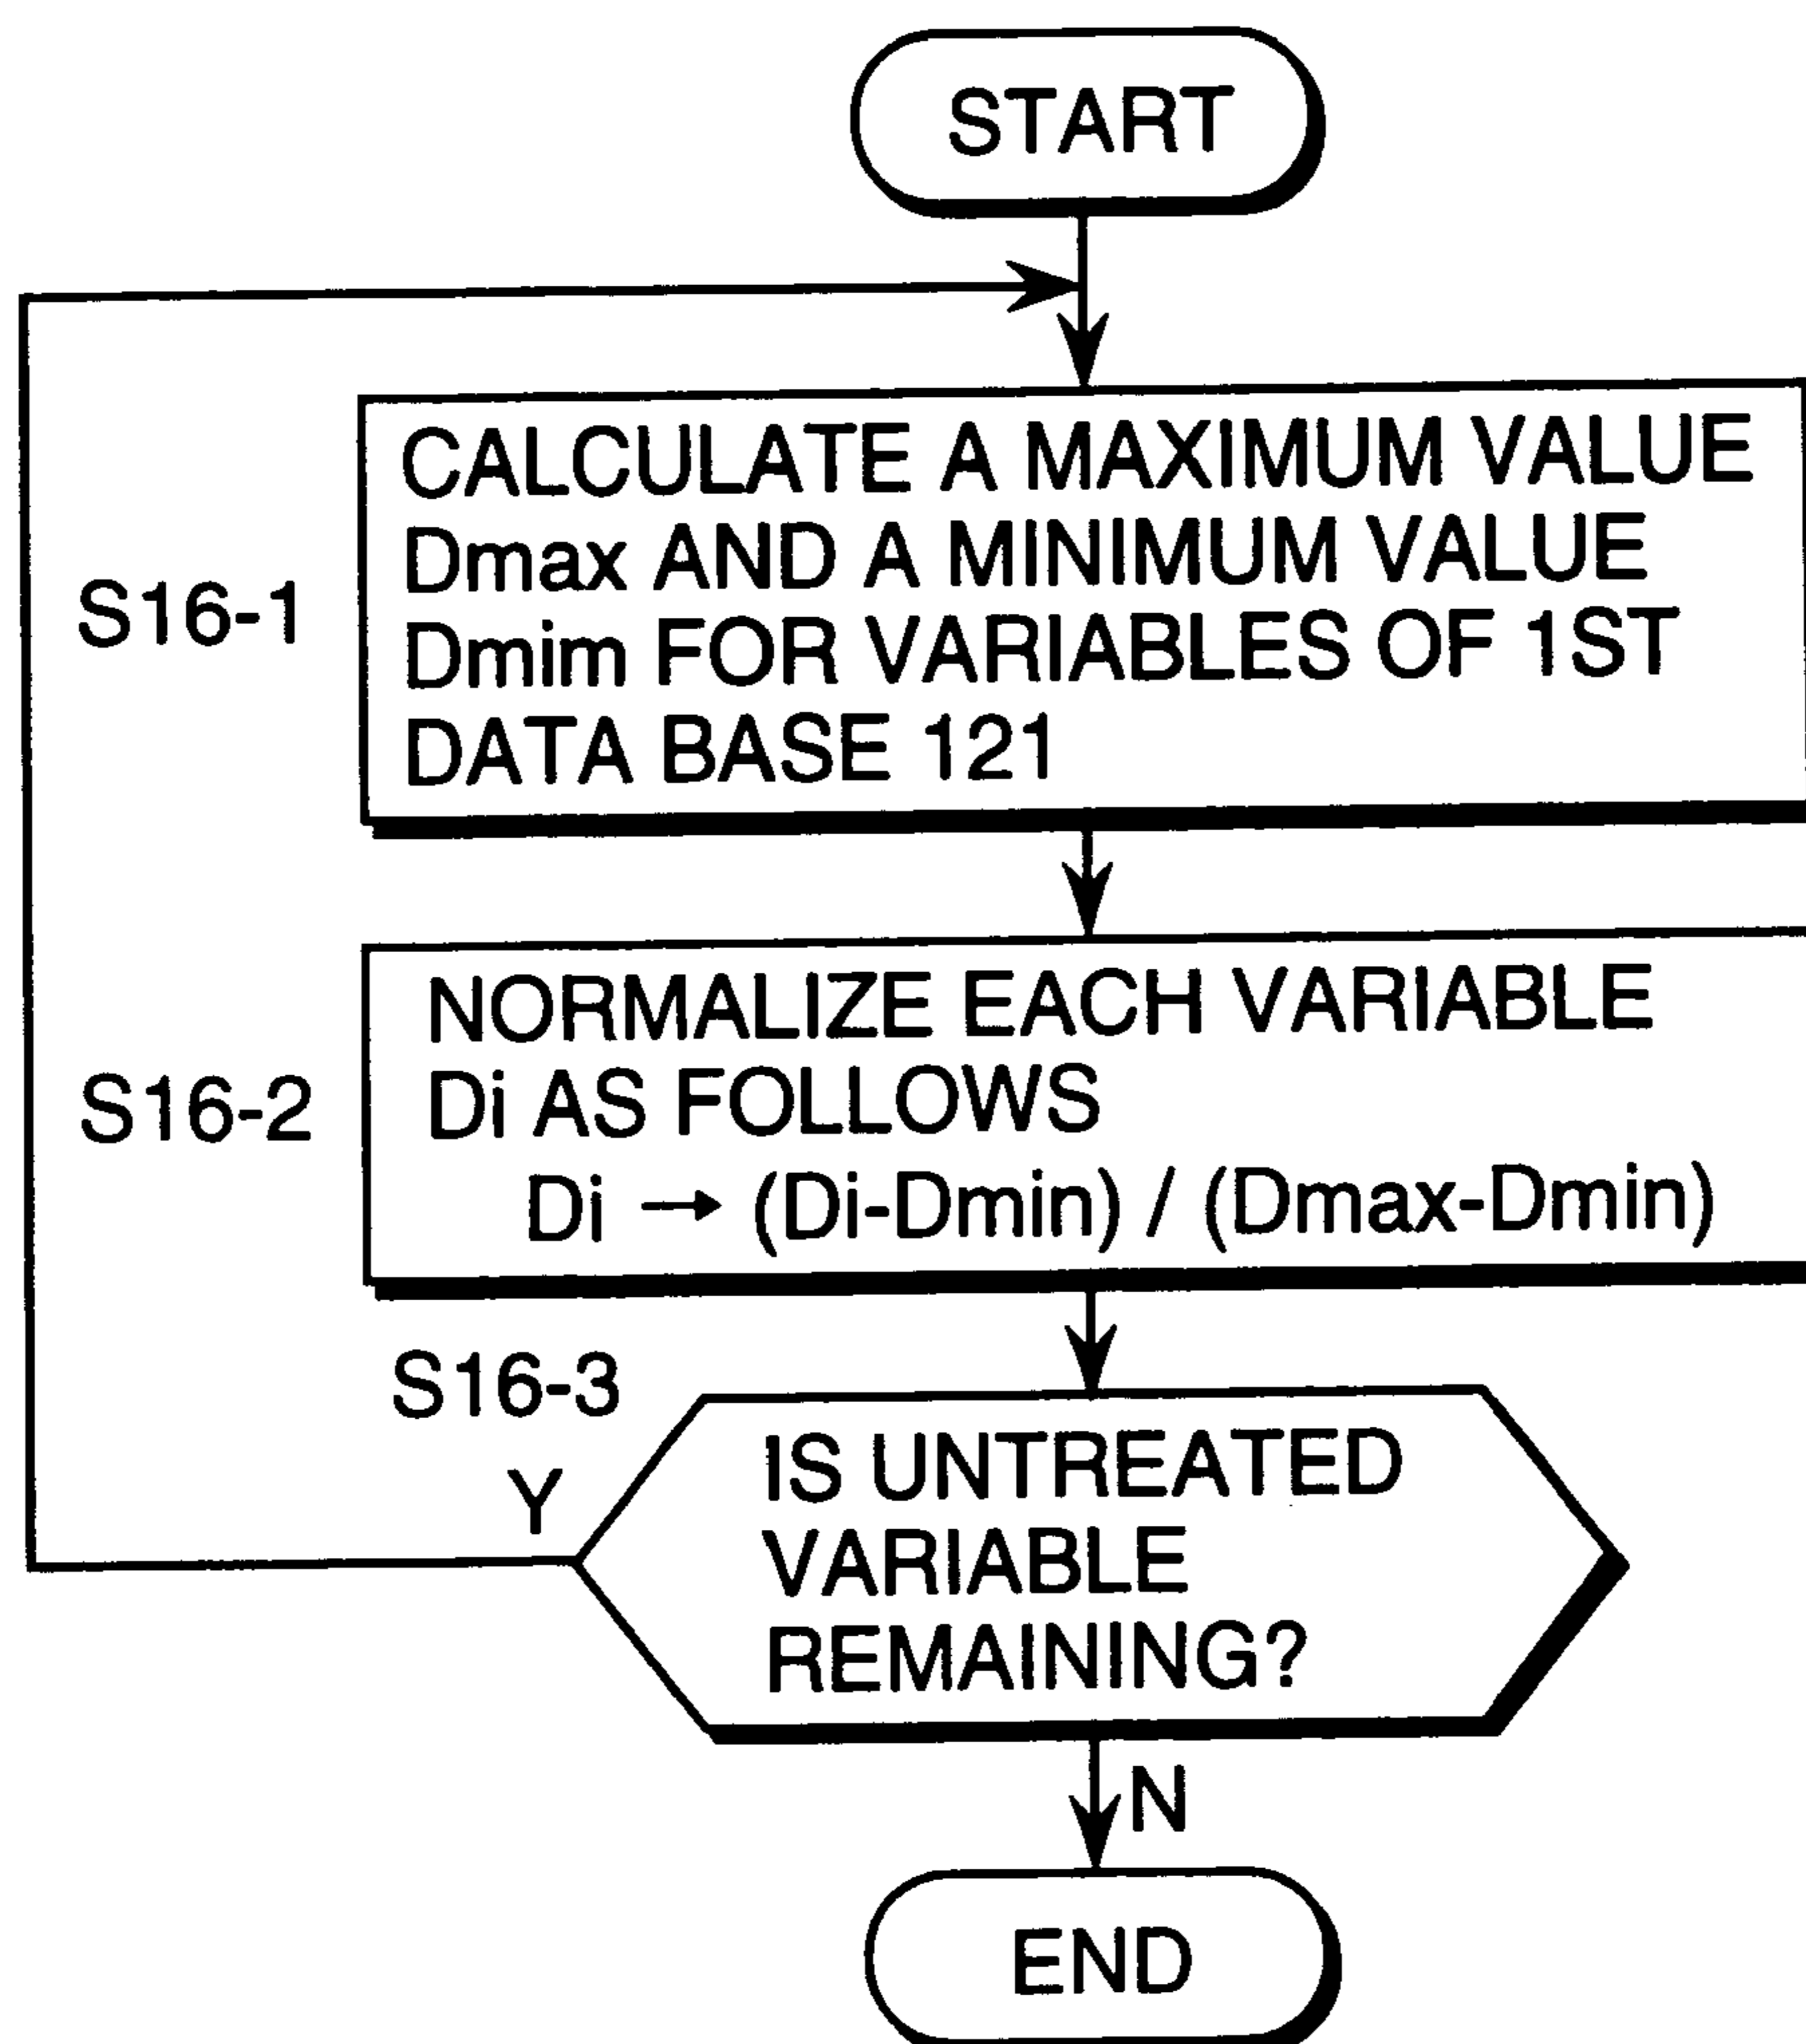 START
S16-1
CALCULATE A MAXIMUM VALUE
Dmax AND A MINIMUM VALUE
Dmim FOR VARIABLES OF 1ST
DATA BASE 121
S16-2
NORMALIZE EACH VARIABLE
Di AS FOLLOWS
Di → (Di-Dmin) / (Dmax-Dmin)
S16-3
Y
IS UNTREATED
VARIABLE
REMAINING?
N
END